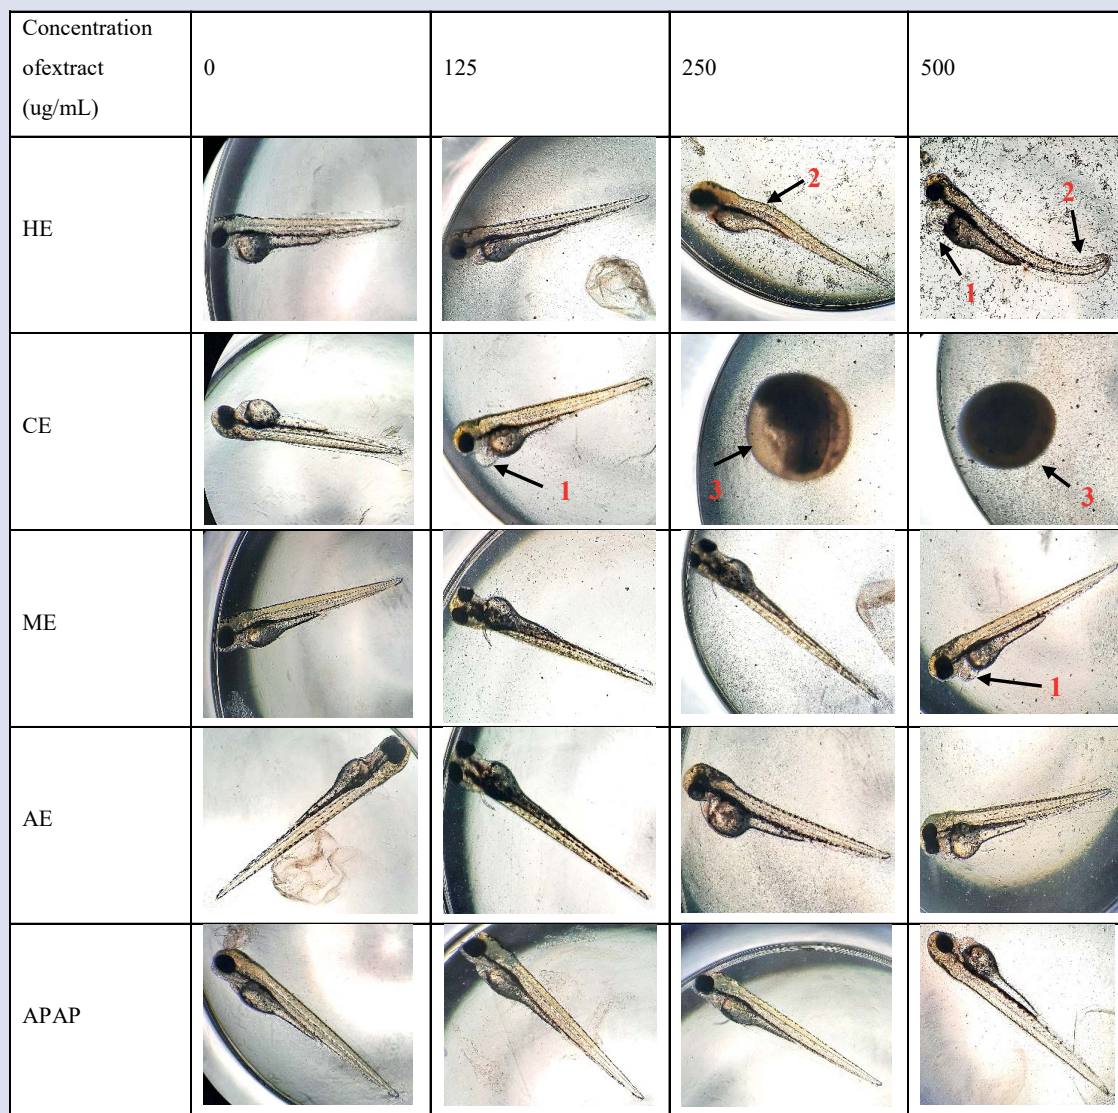 Concentration
ofextract
(ug/mL)
0
125
250
500
HE
2
2
1
CE
1
3
3
ME
1
AE
APAP